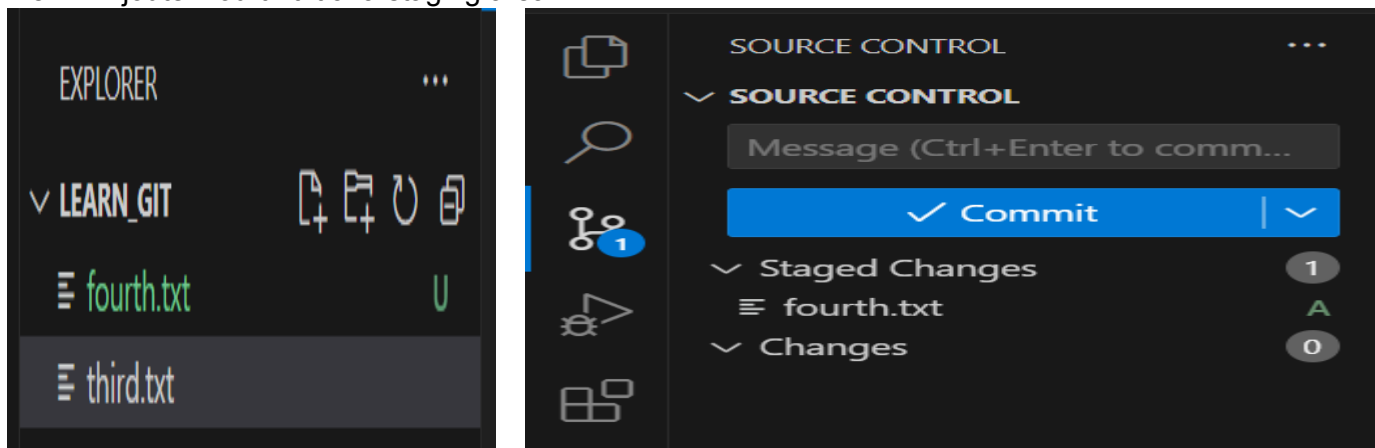 EXPLORER ...
LEARN_GIT
fourth.txt U
third.txt
SOURCE CONTROL ...
SOURCE CONTROL
Message (Ctrl+Enter to comm...
Commit
1
Staged Changes 1
fourth.txt A
Changes 0